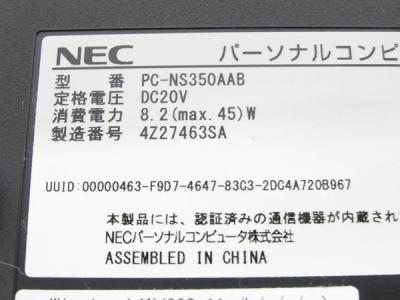 NEC パーソナルコンピ
型 番 PC-NS350AAB
定格電圧 DC20V
消費電力 8.2(max.45)W
製造番号 4Z27463SA
UUID:00000463-F9D7-4647-83C3-2DC4A720B967
本製品には、認証済みの通信機器が内蔵され
NECパーソナルコンピュータ株式会社
ASSEMBLED IN CHINA